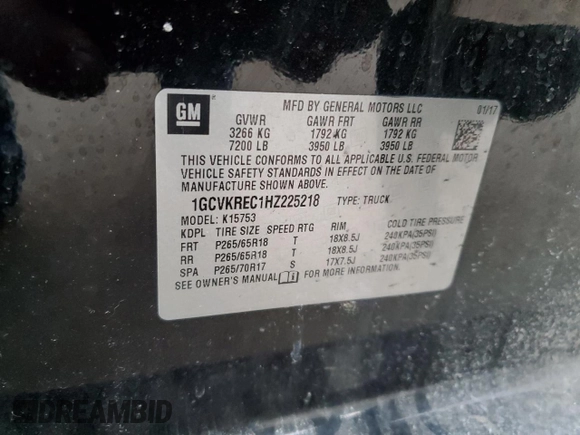 GM
MFD BY GENERAL MOTORS LLC 01/17
GVWR GAWR FRT GAWR RR
3266 KG 1792 KG 1792 KG
7200 LB 3950 LB 3950 LB
THIS VEHICLE CONFORMS TO ALL APPLICABLE U.S. FEDERAL MOTOR
VEHICLE SAFETY STANDARDS IN EFFECT ON THE DATE OF
MANUFACTURE SHOWN ABOVE.
1GCVKREC1HZ225218 TYPE: TRUCK
MODEL: K15753
KDPL TIRE SIZE SPEED RTG RIM COLD TIRE PRESSURE
FRT P265/65R18 T 18X8.5J 240KPA(35PSI)
RR P265/65R18 T 18X8.5J 240KPA(35PSI)
SPA P265/70R17 S 17X7.5J 240KPA(35PSI)
SEE OWNER'S MANUAL FOR MORE INFORMATION.
DREAMBID